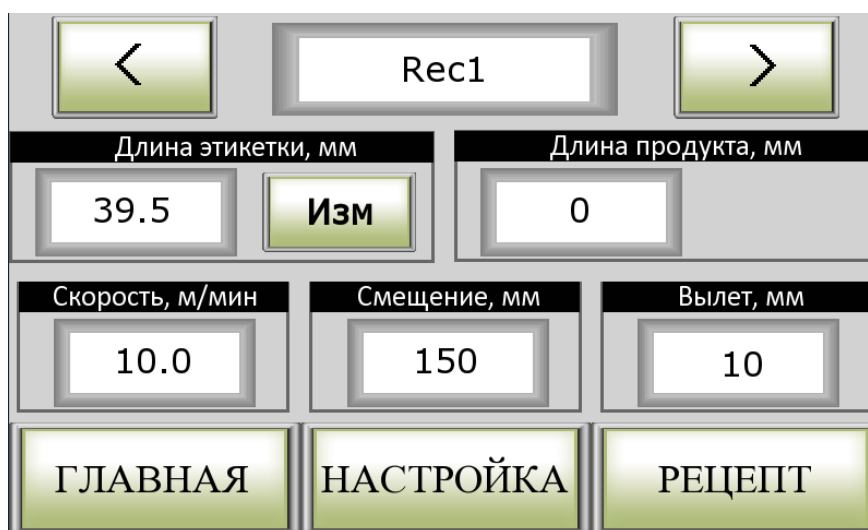 < Rec1 >
Длина этикетки, мм Длина продукта, мм
39.5 Изм 0
Скорость, м/мин Смещение, мм Вылет, мм
10.0 150 10
ГЛАВНАЯ НАСТРОЙКА РЕЦЕПТ